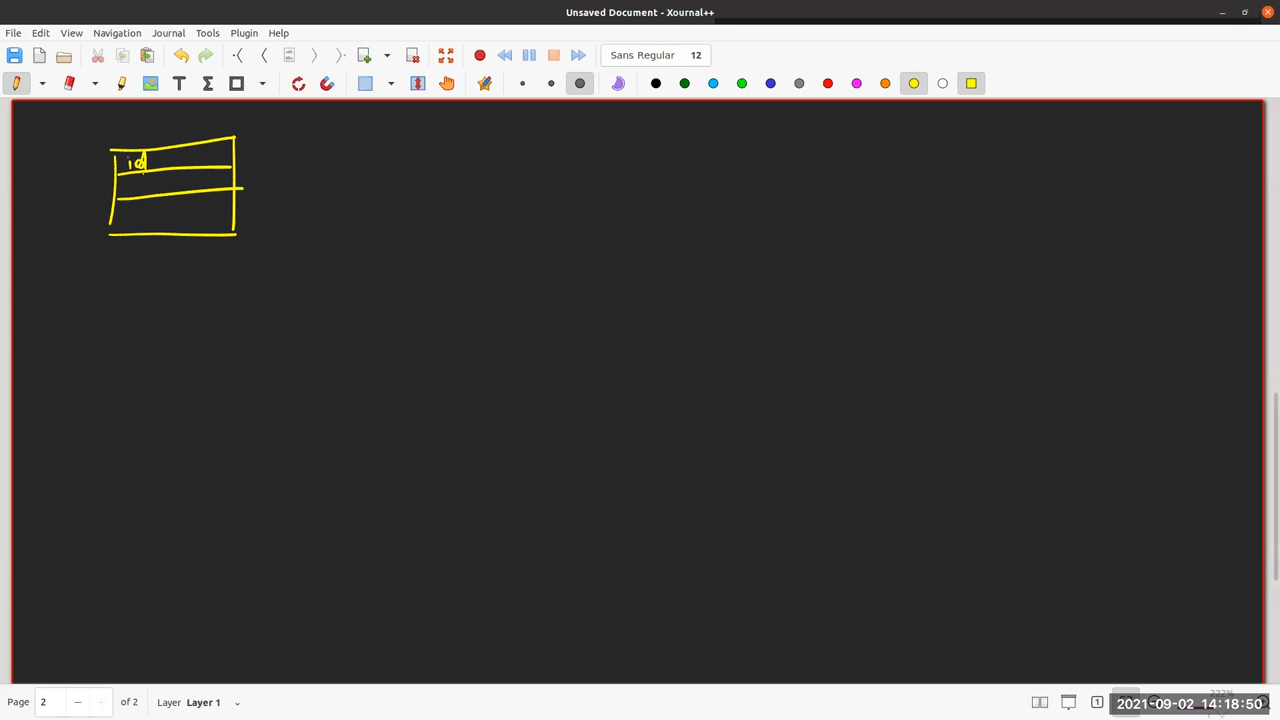 Unsaved Document - Xournal++
File Edit View Navigation Journal Tools Plugin Help
Sans Regular 12
id
Page 2 of 2 Layer Layer 1
2021-09-02 14:18:50